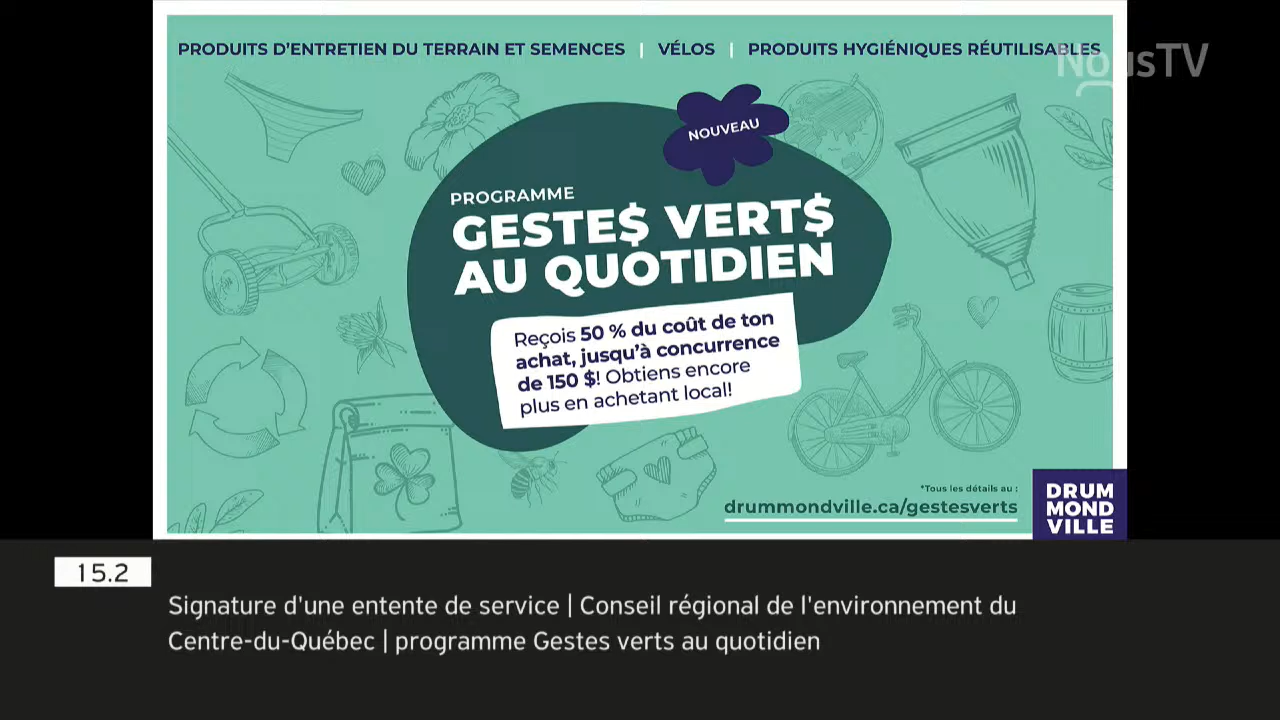 PRODUITS D'ENTRETIEN DU TERRAIN ET SEMENCES | VÉLOS | PRODUITS HYGIÉNIQUES RÉUTILISABLES
NousTV
NOUVEAU
PROGRAMME
GESTE$ VERT$
AU QUOTIDIEN
Reçois 50 % du coût de ton
achat, jusqu'à concurrence
de 150 $! Obtiens encore
plus en achetant local!
*Tous les détails au :
drummondville.ca/gestesverts
DRUM
MOND
VILLE
15.2
Signature d'une entente de service | Conseil régional de l'environnement du
Centre-du-Québec | programme Gestes verts au quotidien